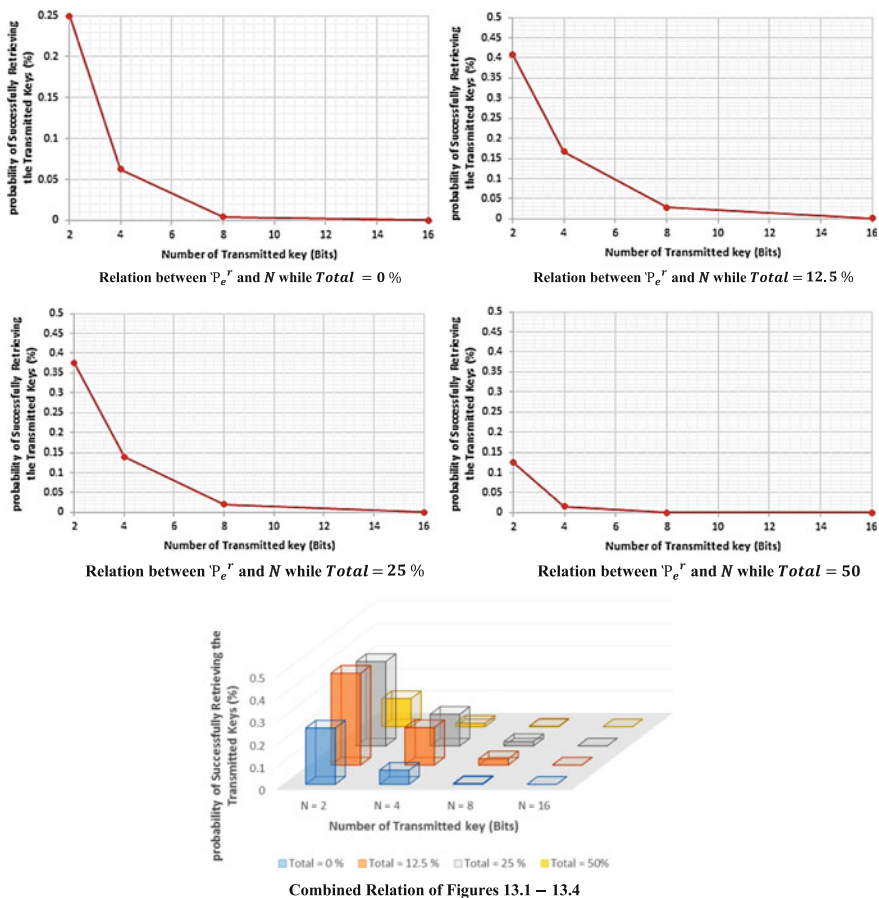 probability of Successfully Retrieving
the Transmitted Keys (%)
0.25
0.2
0.15
0.1
0.05
0
2 4 6 8 10 12 14 16
Number of Transmitted key (Bits)
Relation between `P_e^r and N while Total = 0 %
probability of Successfully Retrieving
the Transmitted Keys (%)
0.5
0.45
0.4
0.35
0.3
0.25
0.2
0.15
0.1
0.05
0
2 4 6 8 10 12 14 16
Number of Transmitted key (Bits)
Relation between `P_e^r and N while Total = 12.5 %
probability of Successfully Retrieving
the Transmitted Keys (%)
0.5
0.45
0.4
0.35
0.3
0.25
0.2
0.15
0.1
0.05
0
2 4 6 8 10 12 14 16
Number of Transmitted key (Bits)
Relation between `P_e^r and N while Total = 25 %
probability of Successfully Retrieving
the Transmitted Keys (%)
0.5
0.45
0.4
0.35
0.3
0.25
0.2
0.15
0.1
0.05
0
2 4 6 8 10 12 14 16
Number of Transmitted key (Bits)
Relation between `P_e^r and N while Total = 50
probability of Successfully Retrieving the
Transmitted Keys (%)
0.5
0.4
0.3
0.2
0.1
0
N = 2 N = 4 N = 8 N = 16
Number of Transmitted key (Bits)
Total = 0 % Total = 12.5 % Total = 25 % Total = 50%
Combined Relation of Figures 13.1 – 13.4